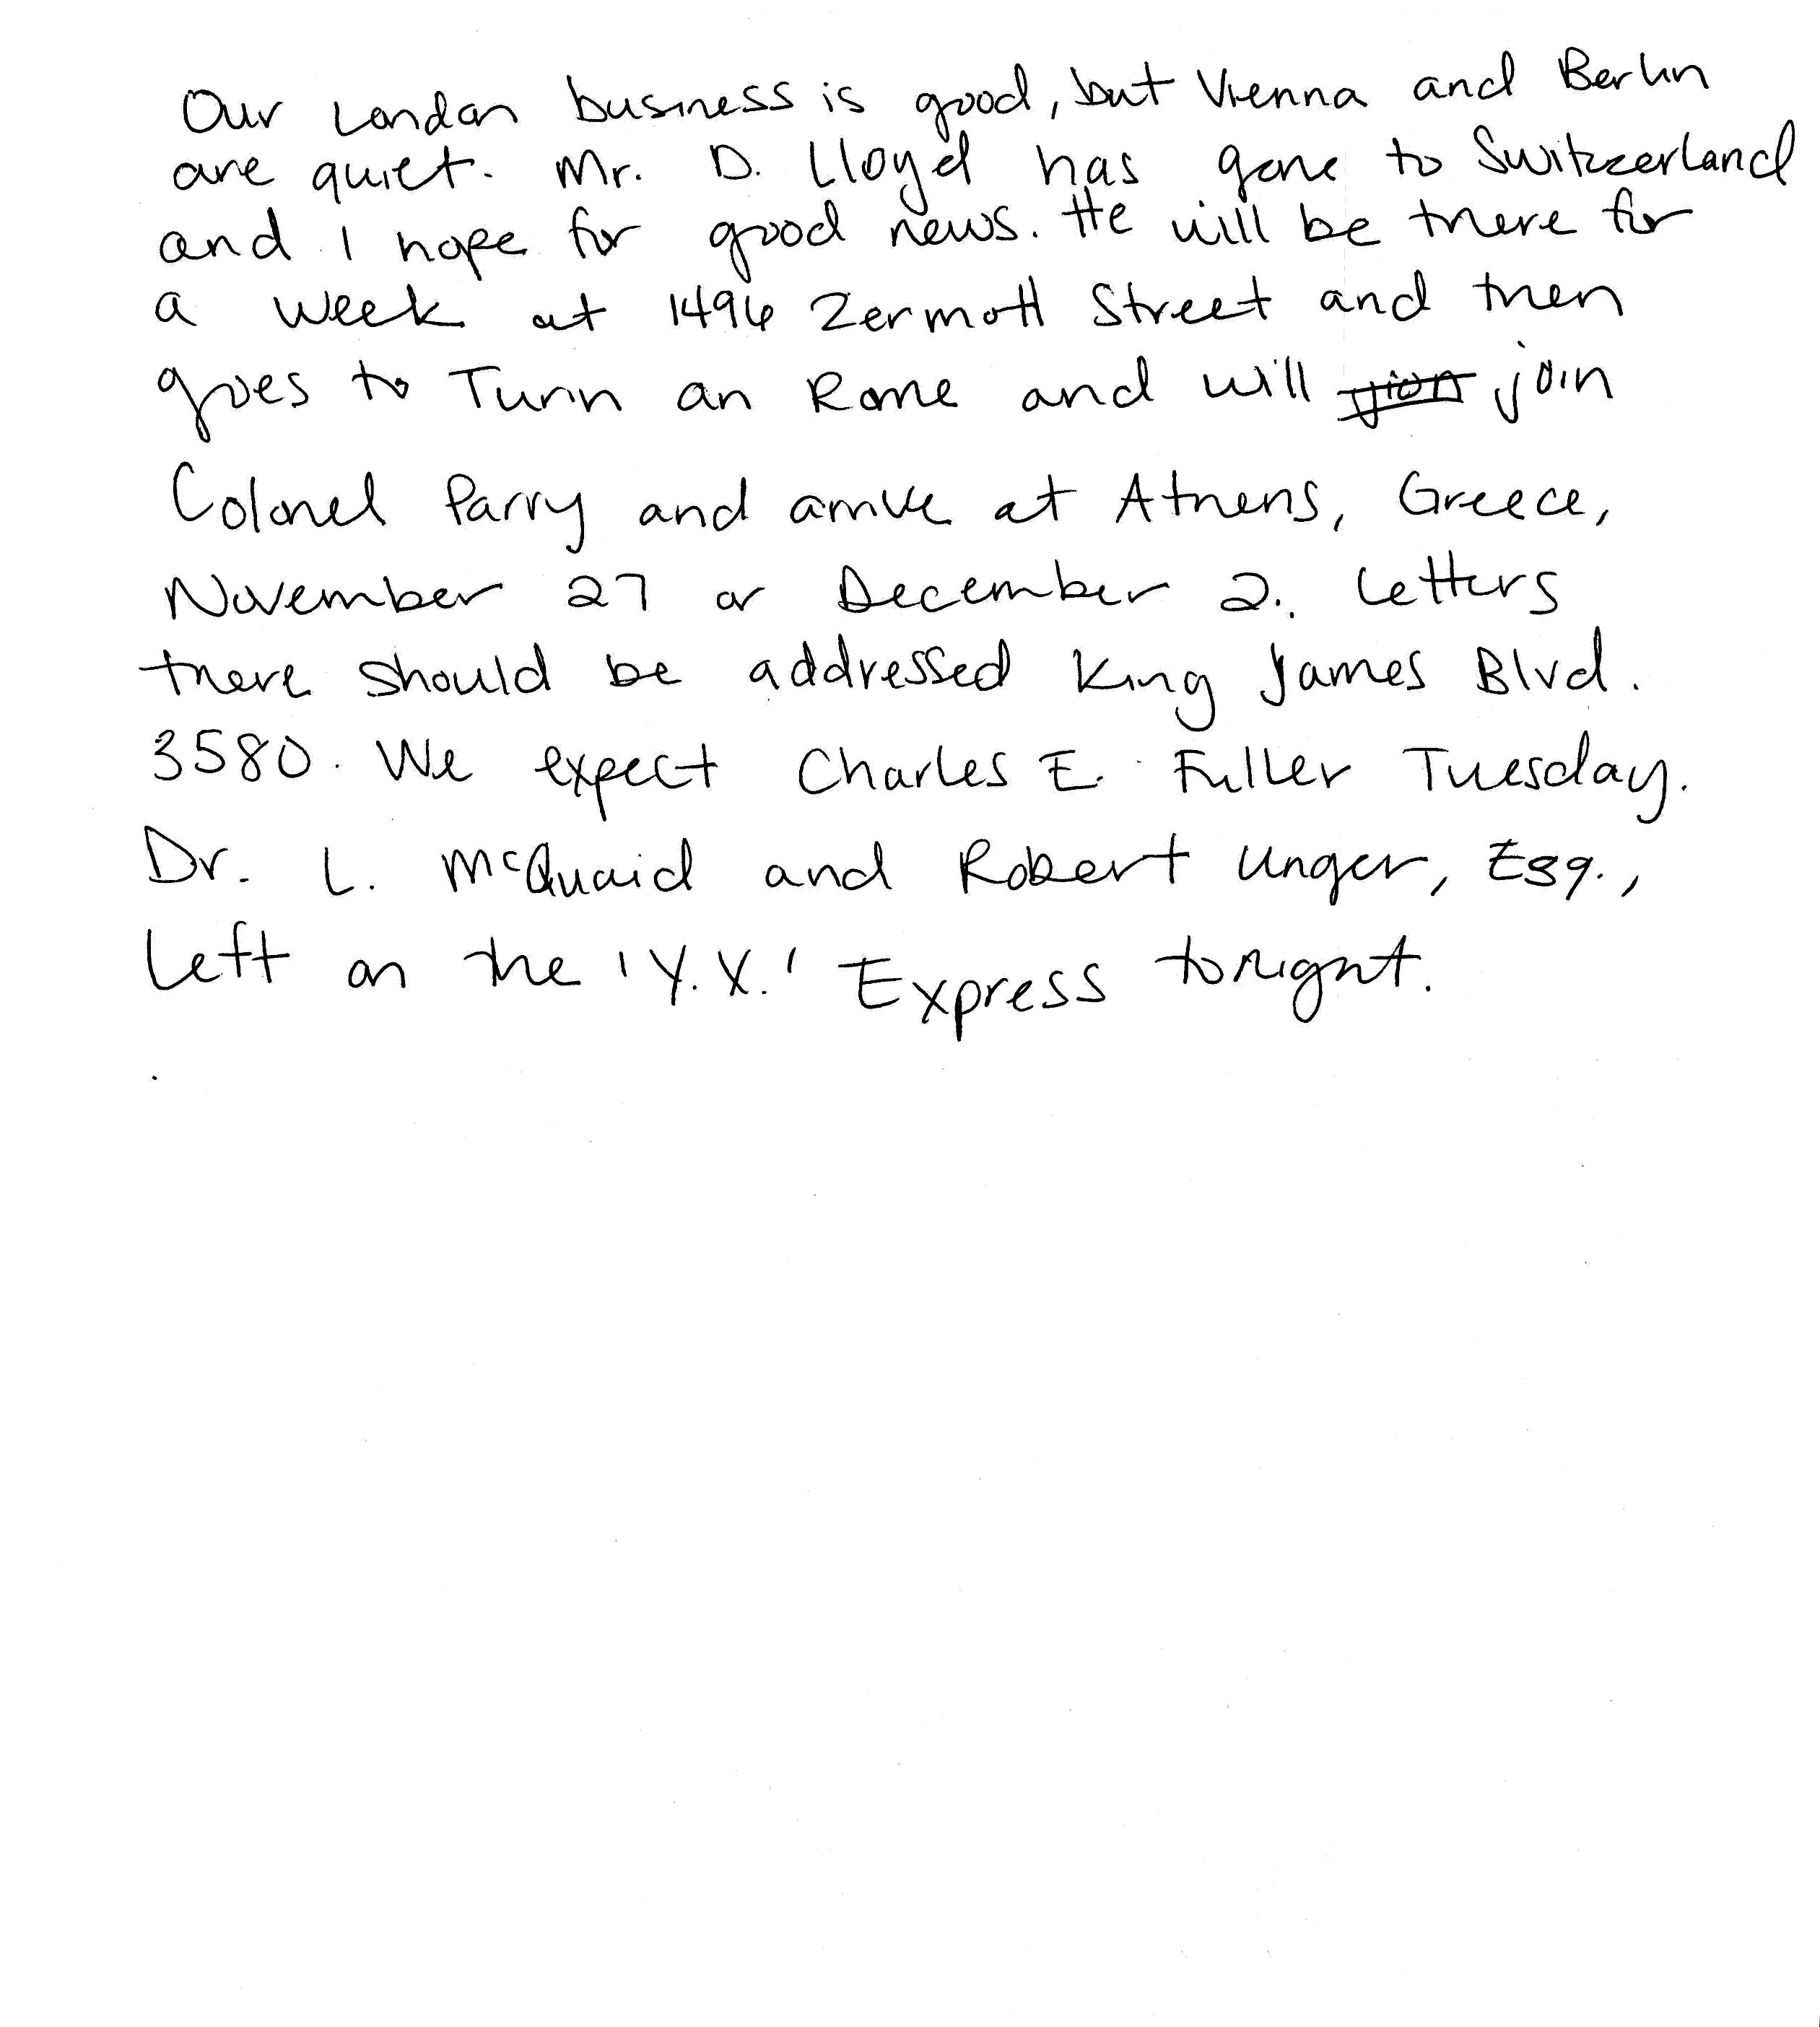 Our London business is good, but Vienna and Berlin
are quiet. Mr. D. Lloyd has gone to Switzerland
and I hope for good news. He will be there for
a week at 1496 Zermott Street and then
goes to Turin an Rome and will jion join
Colonel Parry and arrive at Athens, Greece,
November 27 or December 2. Letters
there should be addressed King James Blvd.
3580. We expect Charles E. Fuller Tuesday.
Dr. L. McQuaid and Robert Unger, Esq.,
left on the 'Y.X.' Express tonight.